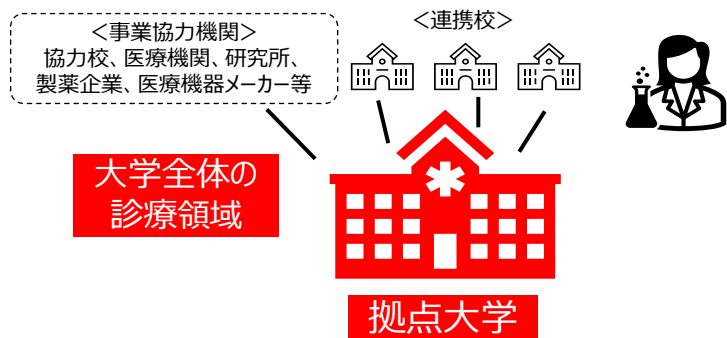 ＜事業協力機関＞
協力校、医療機関、研究所、
製薬企業、医療機器メーカー等
＜連携校＞
大学全体の
診療領域
拠点大学